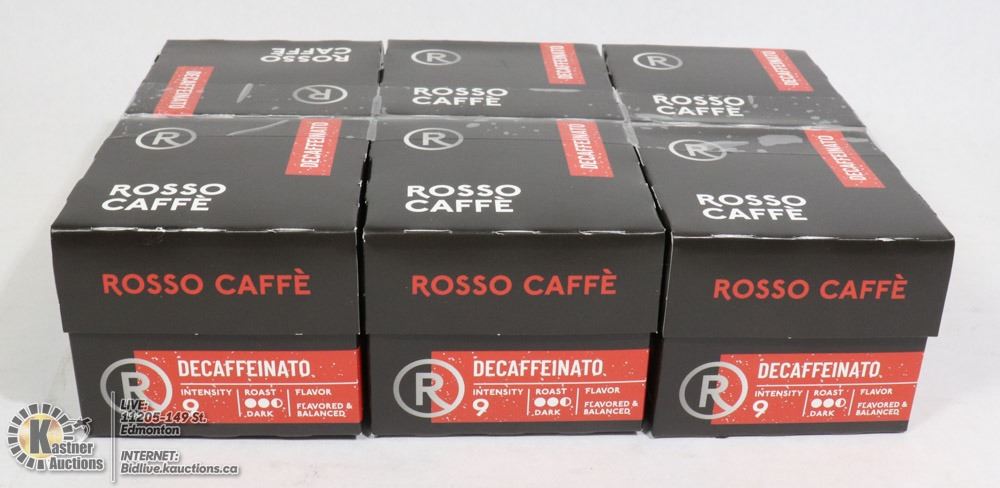 ROSSO
CAFFÈ
R
DECAFFEINATO
R
ROSSO
CAFFÈ
DECAFFEINATO
R
ROSSO
CAFFÈ
DECAFFEINATO
R
ROSSO
CAFFÈ
DECAFFEINATO
R
ROSSO
CAFFÈ
DECAFFEINATO
R
ROSSO
CAFFÈ
DECAFFEINATO
ROSSO CAFFÈ
ROSSO CAFFÈ
ROSSO CAFFÈ
R
DECAFFEINATO
INTENSITY
9
ROAST
DARK
FLAVOR
FLAVORED &
BALANCED
R
DECAFFEINATO
INTENSITY
9
ROAST
DARK
FLAVOR
FLAVORED &
BALANCED
R
DECAFFEINATO
INTENSITY
9
ROAST
DARK
FLAVOR
FLAVORED &
BALANCED
Kastner
Auctions
LIVE:
11205-149 St.
Edmonton
INTERNET:
Bidlive.kauctions.ca